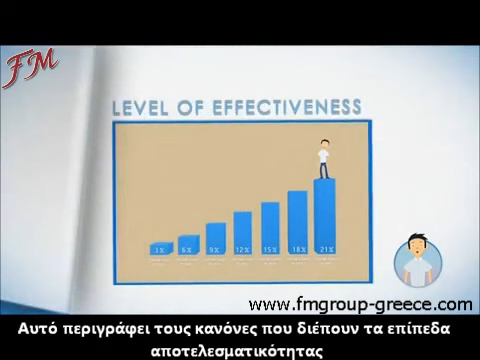 FM
LEVEL OF EFFECTIVENESS
3% 6% 9% 12% 15% 18% 21%
www.fmgroup-greece.com
Αυτό περιγράφει τους κανόνες που διέπουν τα επίπεδα
αποτελεσματικότητας